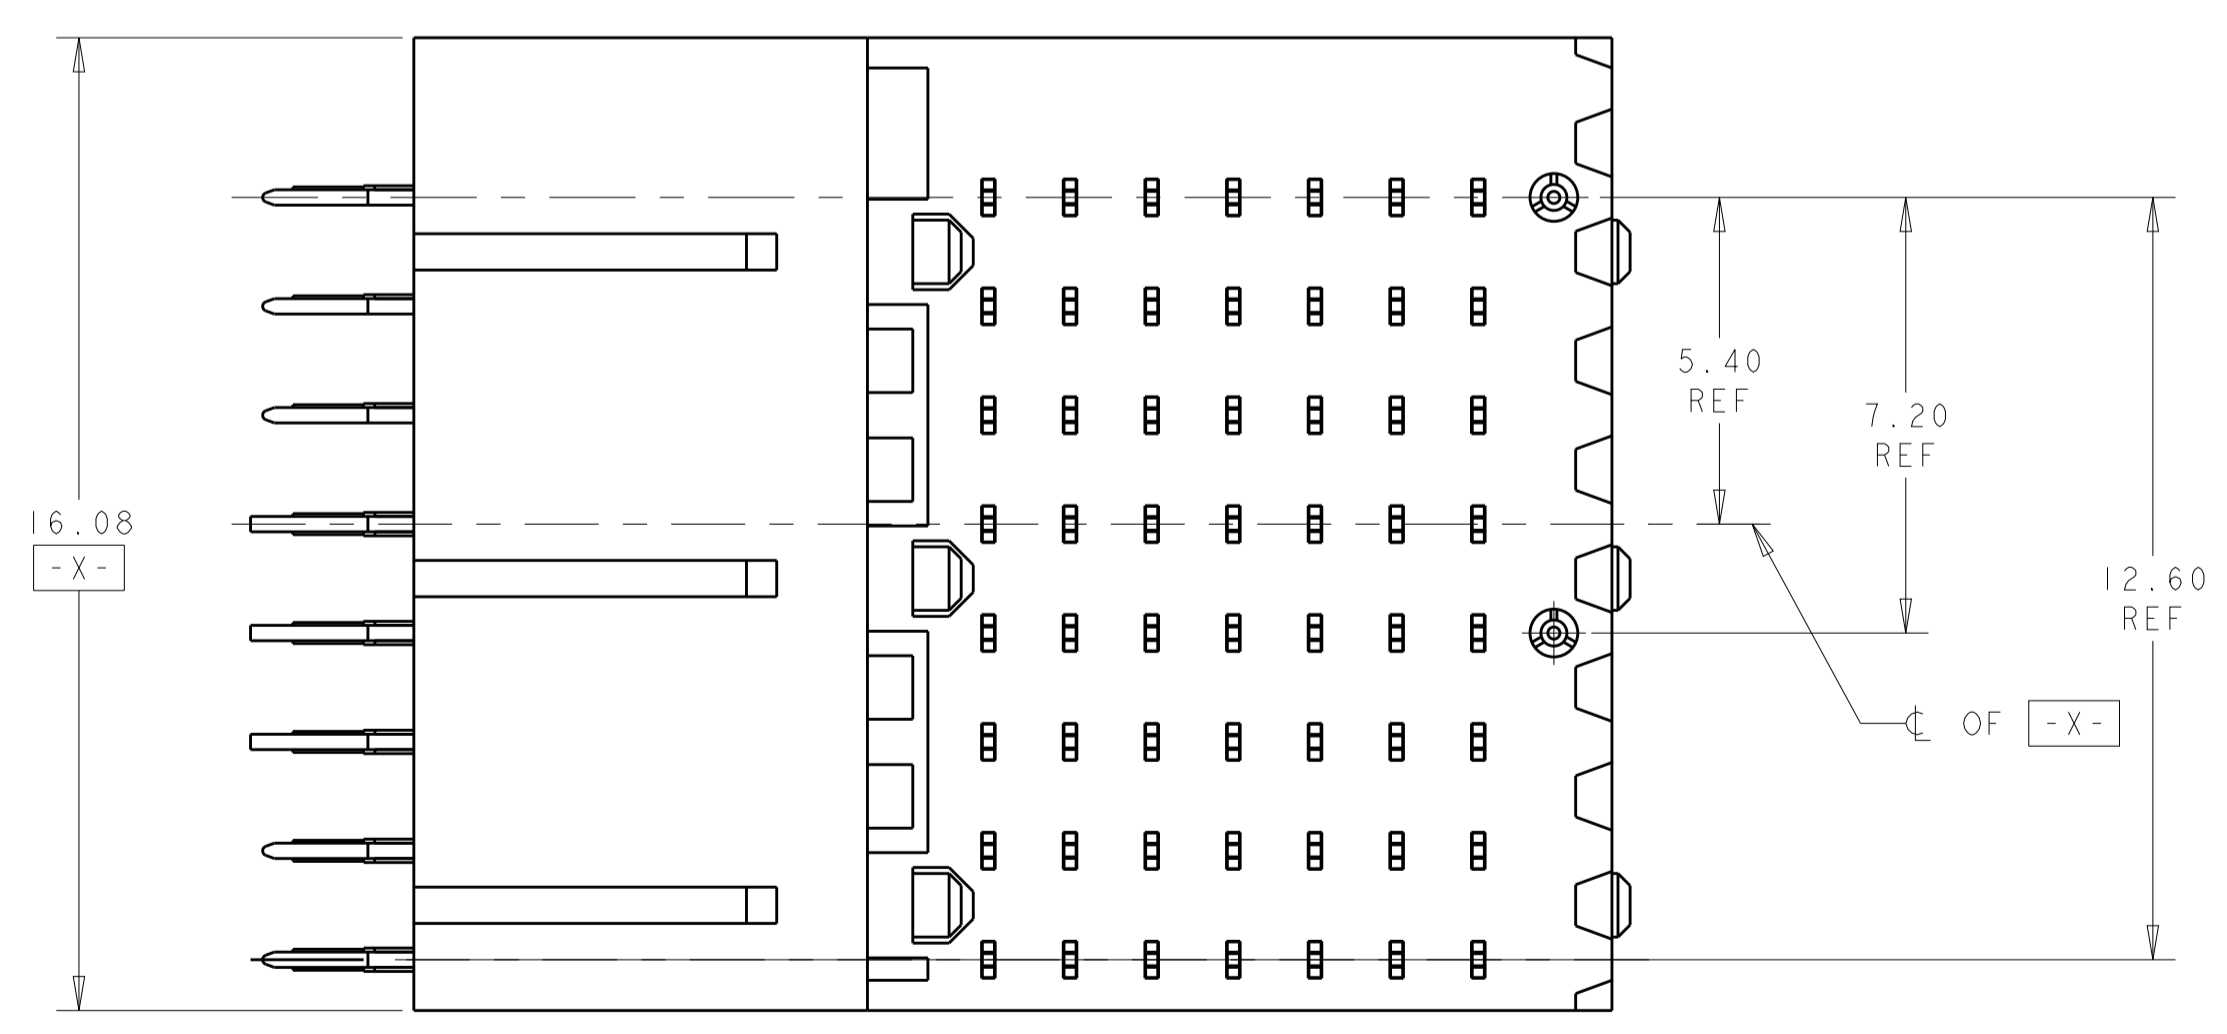 16.08
-X-
5.40
REF
7.20
REF
12.60
REF
℄ OF -X-